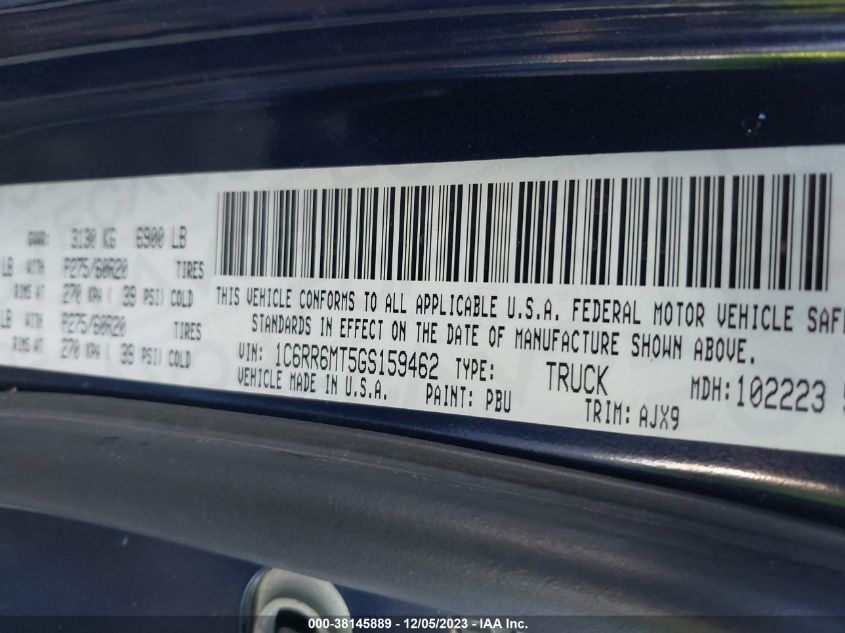 GVWR: 3130 KG 6900 LB
LB WITH P275/60R20 TIRES
RIMS AT 270 KPA ( 39 PSI) COLD
LB WITH P275/60R20 TIRES
RIMS AT 270 KPA ( 39 PSI) COLD
THIS VEHICLE CONFORMS TO ALL APPLICABLE U.S.A. FEDERAL MOTOR VEHICLE SAF
STANDARDS IN EFFECT ON THE DATE OF MANUFACTURE SHOWN ABOVE.
VIN: 1C6RR6MT5GS159462 TYPE: TRUCK MDH:102223
VEHICLE MADE IN U.S.A. PAINT: PBU TRIM: AJX9
© COPART - 38145889 - 12/05/2023 - IAA Inc.